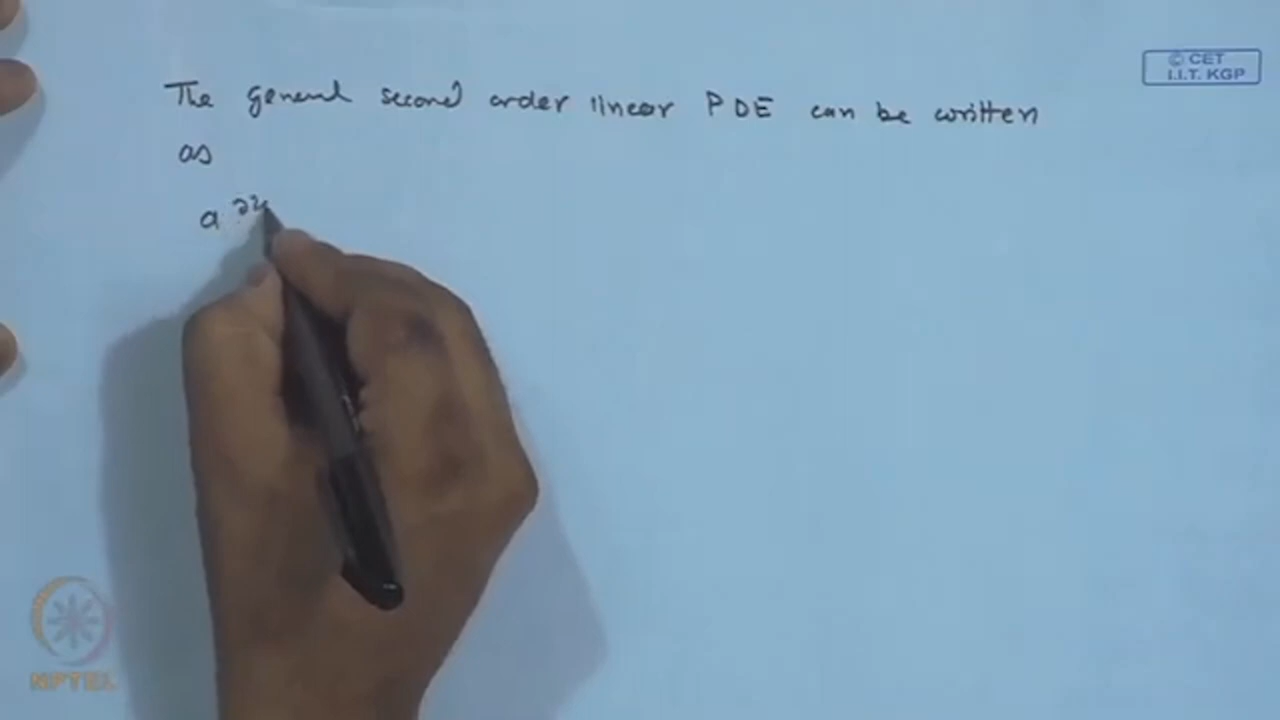 © CET
I.I.T. KGP
The general second order linear PDE can be written
as
a ∂²u
NPTEL